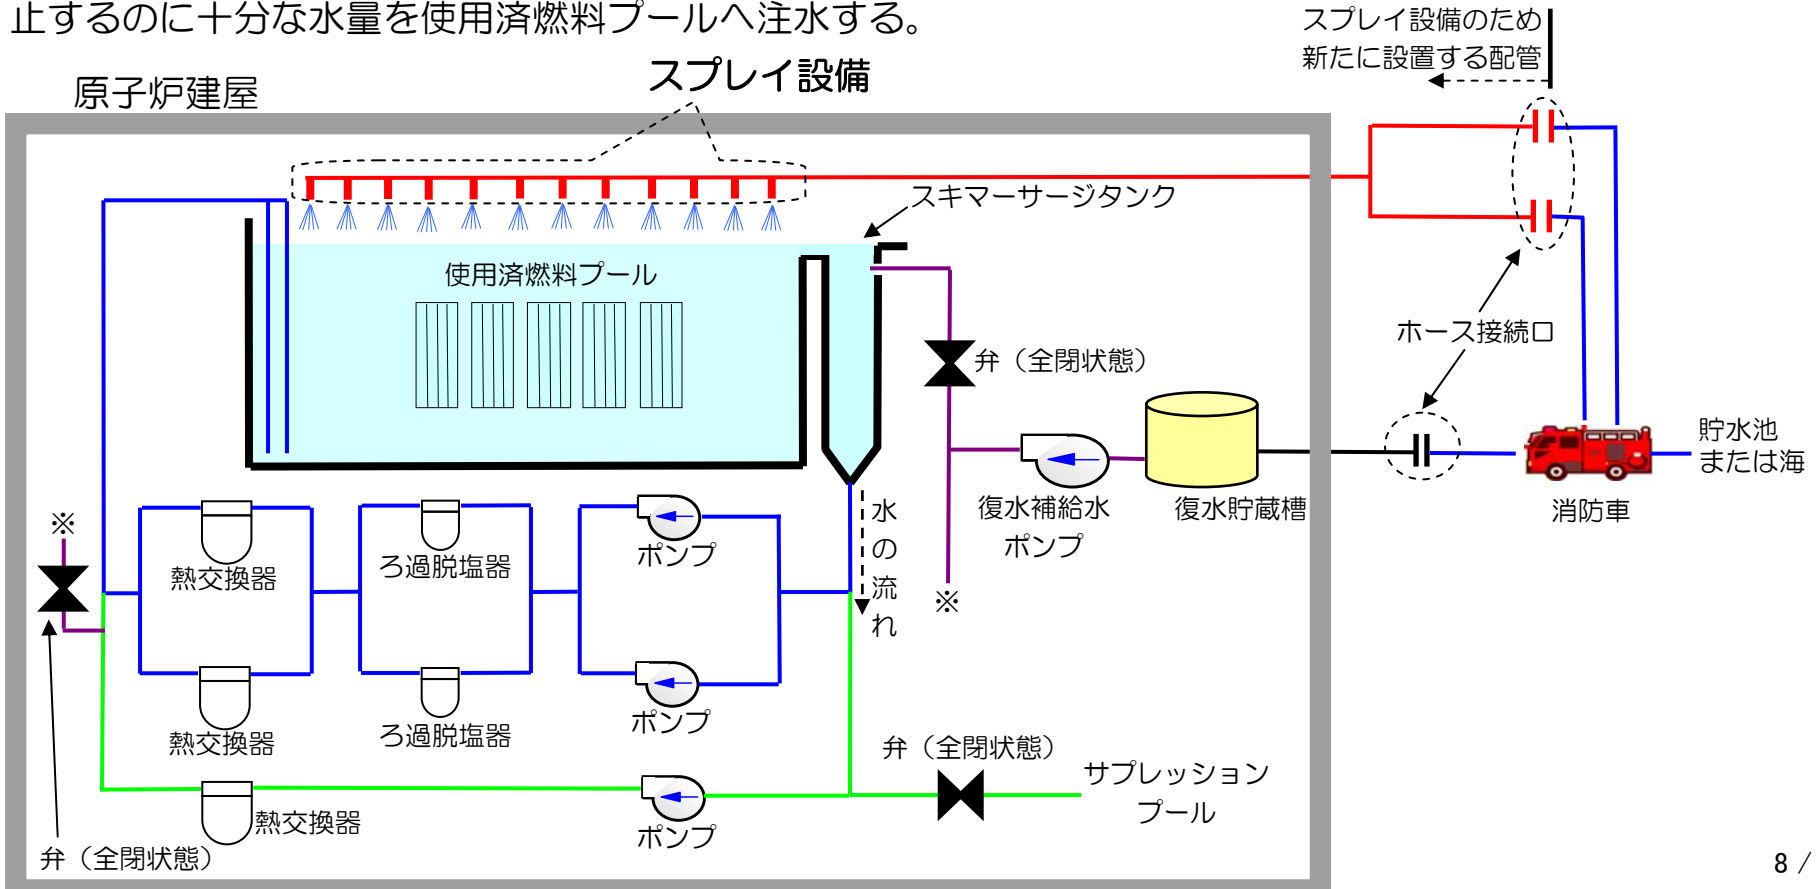 止するのに十分な水量を使用済燃料プールへ注水する。
スプレイ設備のため
新たに設置する配管
スプレイ設備
原子炉建屋
スキマーサージタンク
使用済燃料プール
ホース接続口
弁（全閉状態）
貯水池
または海
消防車
復水補給水
ポンプ
復水貯蔵槽
水の流れ
※
※
熱交換器
ろ過脱塩器
ポンプ
熱交換器
ろ過脱塩器
ポンプ
弁（全閉状態）
サプレッション
プール
熱交換器
ポンプ
弁（全閉状態）
8 /